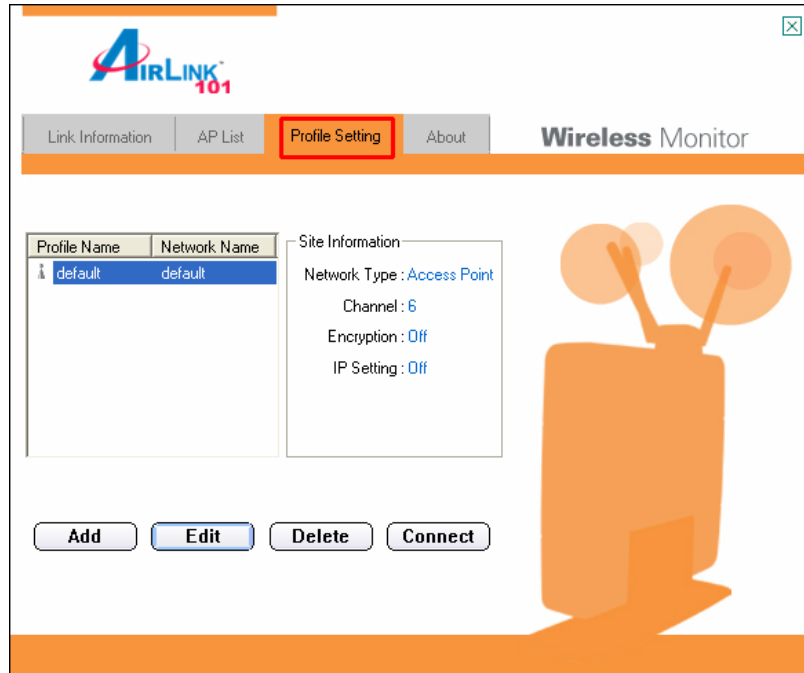 AIRLINK™
101
Link Information AP List Profile Setting About Wireless Monitor
Profile Name Network Name
default default
Site Information
Network Type : Access Point
Channel : 6
Encryption : Off
IP Setting : Off
Add Edit Delete Connect